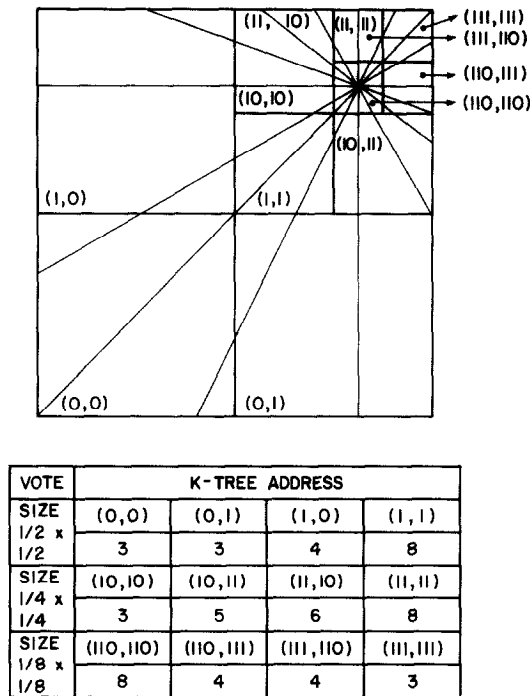 (11, 10) (11, 11) (111,111)
(111,110)
(110,111)
(10,10) (110,110)
(10,11)
(1,0) (1,1)
(0,0) (0,1)
VOTE K-TREE ADDRESS
SIZE 1/2 x 1/2 (0,0) (0,1) (1,0) (1,1)
3 3 4 8
SIZE 1/4 x 1/4 (10,10) (10,11) (11,10) (11,11)
3 5 6 8
SIZE 1/8 x 1/8 (110,110) (110,111) (111,110) (111,111)
8 4 4 3